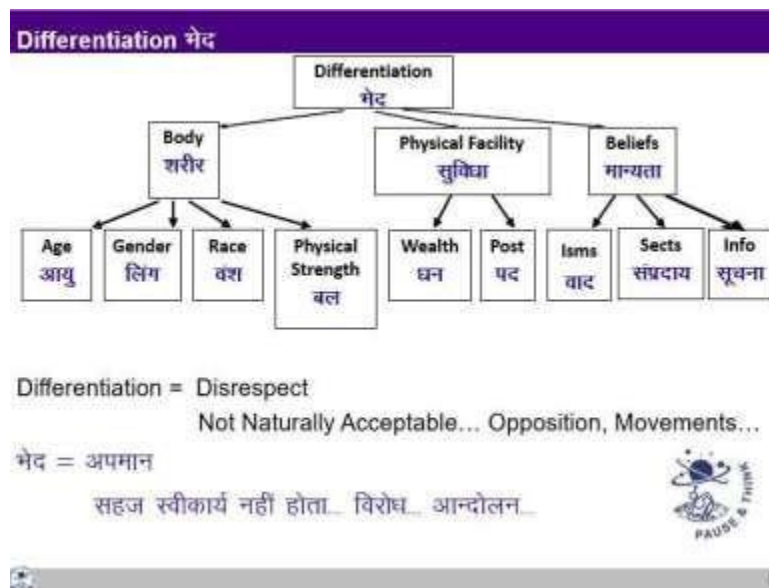 Differentiation भेद
Differentiation
भेद
Body
शरीर
Physical Facility
सुविधा
Beliefs
मान्यता
Age
आयु
Gender
लिंग
Race
वंश
Physical
Strength
बल
Wealth
धन
Post
पद
Isms
वाद
Sects
संप्रदाय
Info
सूचना
Differentiation = Disrespect
Not Naturally Acceptable... Opposition, Movements...
भेद = अपमान
सहज स्वीकार्य नहीं होता... विरोध... आन्दोलन...
PAUSE & THINK